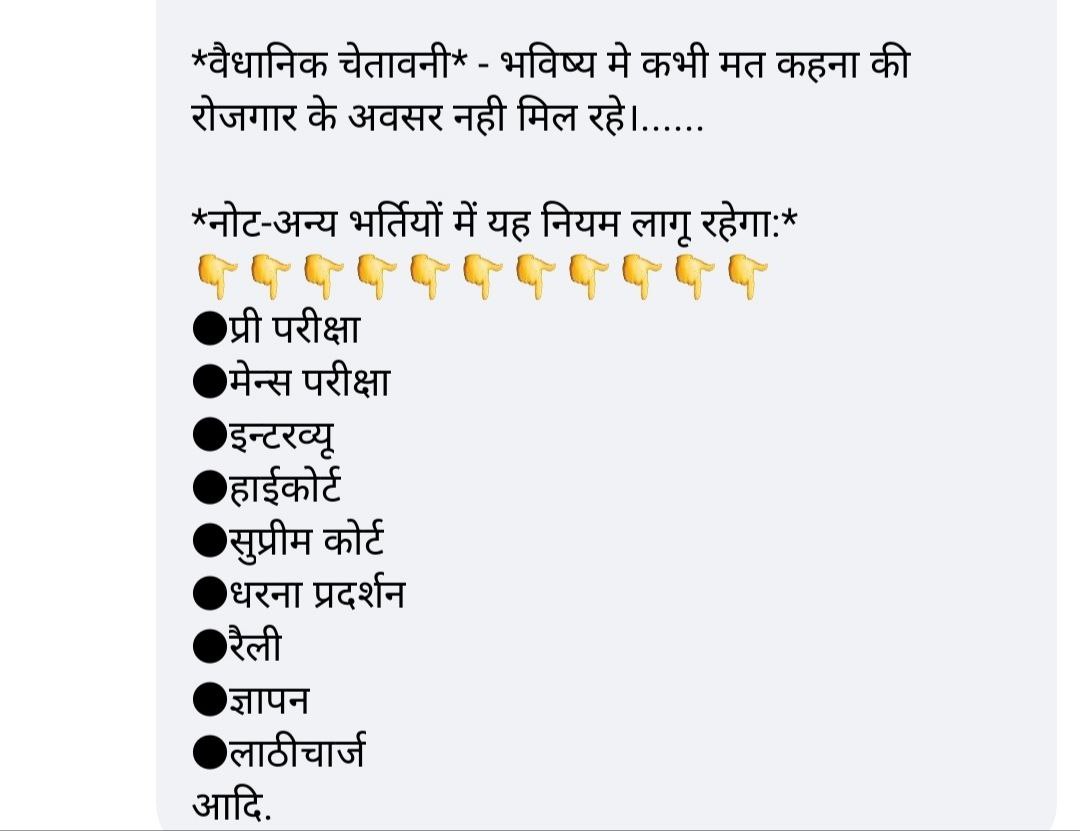 *वैधानिक चेतावनी* - भविष्य मे कभी मत कहना की
रोजगार के अवसर नही मिल रहे।......
*नोट-अन्य भर्तियों में यह नियम लागू रहेगा:*
👇👇👇👇👇👇👇👇👇👇👇
●प्री परीक्षा
●मेन्स परीक्षा
●इन्टरव्यू
●हाईकोर्ट
●सुप्रीम कोर्ट
●धरना प्रदर्शन
●रैली
●ज्ञापन
●लाठीचार्ज
आदि.